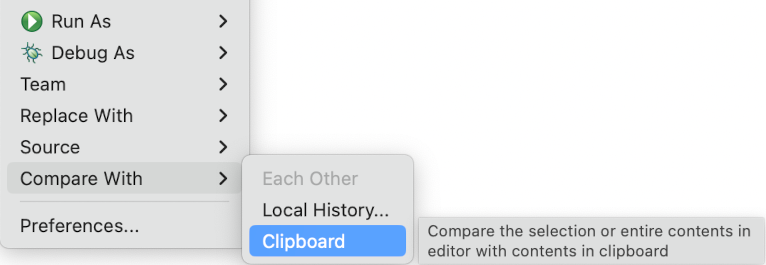 Run As
Debug As
Team
Replace With
Source
Compare With
Preferences...
Each Other
Local History...
Clipboard
Compare the selection or entire contents in
editor with contents in clipboard